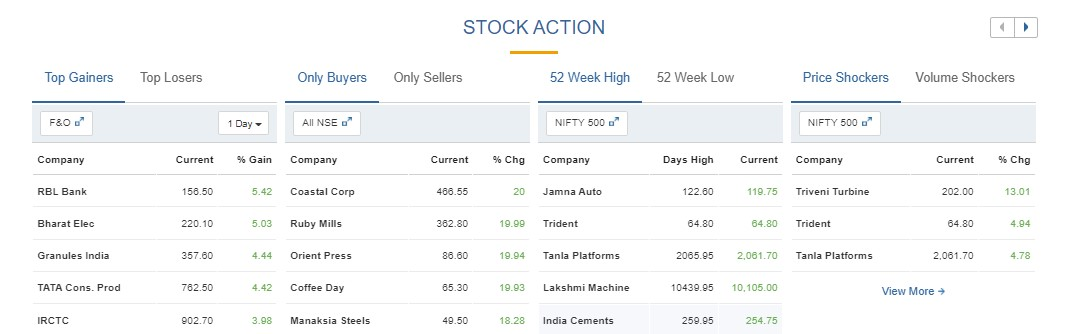 STOCK ACTION
Top Gainers Top Losers Only Buyers Only Sellers 52 Week High 52 Week Low Price Shockers Volume Shockers
F&O 1 Day All NSE NIFTY 500 NIFTY 500
Company Current % Gain Company Current % Chg Company Days High Current Company Current % Chg
RBL Bank 156.50 5.42 Coastal Corp 466.55 20 Jamna Auto 122.60 119.75 Triveni Turbine 202.00 13.01
Bharat Elec 220.10 5.03 Ruby Mills 362.80 19.99 Trident 64.80 64.80 Trident 64.80 4.94
Granules India 357.60 4.44 Orient Press 86.60 19.94 Tanla Platforms 2065.95 2,061.70 Tanla Platforms 2,061.70 4.78
TATA Cons. Prod 762.50 4.42 Coffee Day 65.30 19.93 Lakshmi Machine 10439.95 10,105.00 View More
IRCTC 902.70 3.98 Manaksia Steels 49.50 18.28 India Cements 259.95 254.75